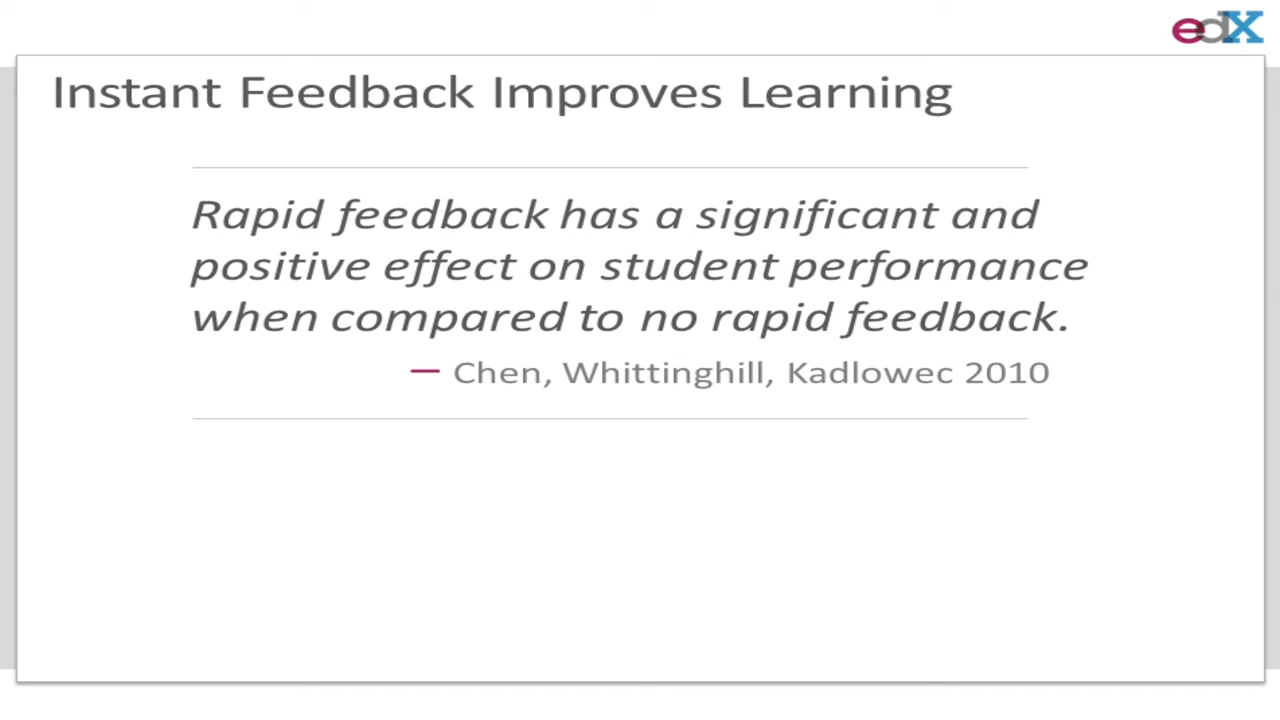 edX
Instant Feedback Improves Learning
Rapid feedback has a significant and
positive effect on student performance
when compared to no rapid feedback.
— Chen, Whittinghill, Kadlowec 2010